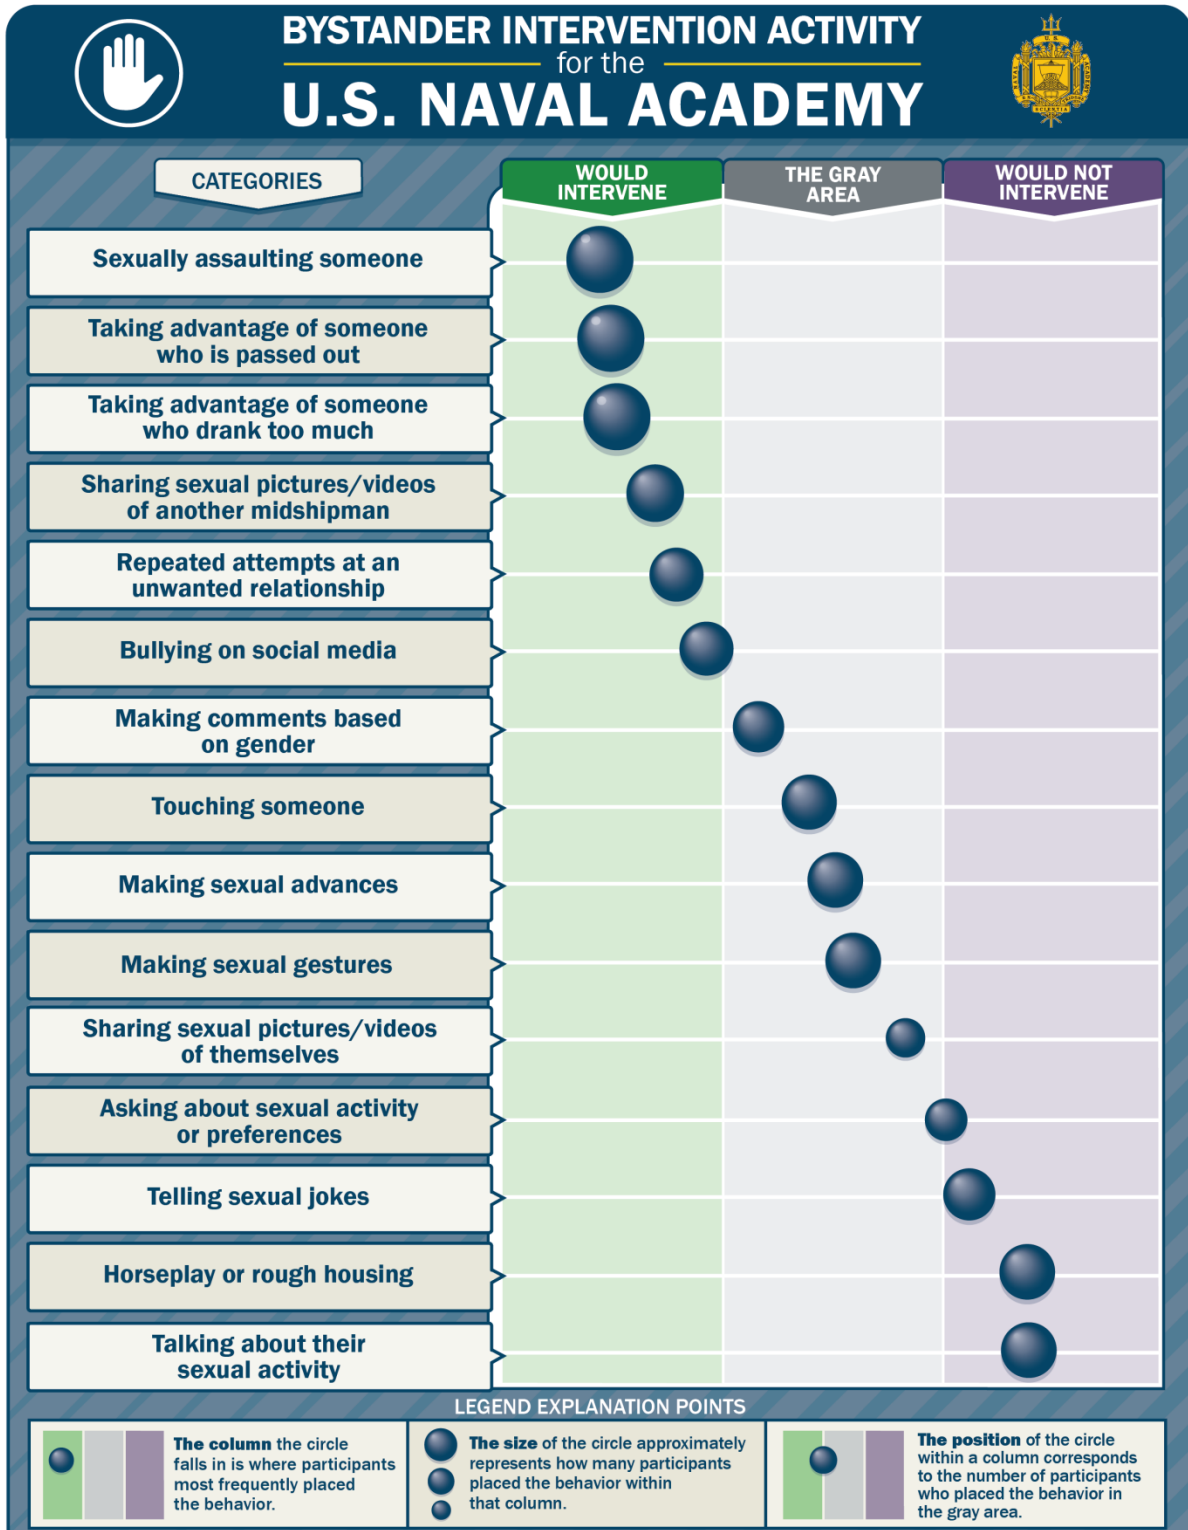 BYSTANDER INTERVENTION ACTIVITY
for the
U.S. NAVAL ACADEMY
CATEGORIES
WOULD
INTERVENE
THE GRAY
AREA
WOULD NOT
INTERVENE
Sexually assaulting someone
Taking advantage of someone
who is passed out
Taking advantage of someone
who drank too much
Sharing sexual pictures/videos
of another midshipman
Repeated attempts at an
unwanted relationship
Bullying on social media
Making comments based
on gender
Touching someone
Making sexual advances
Making sexual gestures
Sharing sexual pictures/videos
of themselves
Asking about sexual activity
or preferences
Telling sexual jokes
Horseplay or rough housing
Talking about their
sexual activity
LEGEND EXPLANATION POINTS
The column the circle
falls in is where participants
most frequently placed
the behavior.
The size of the circle approximately
represents how many participants
placed the behavior within
that column.
The position of the circle
within a column corresponds
to the number of participants
who placed the behavior in
the gray area.